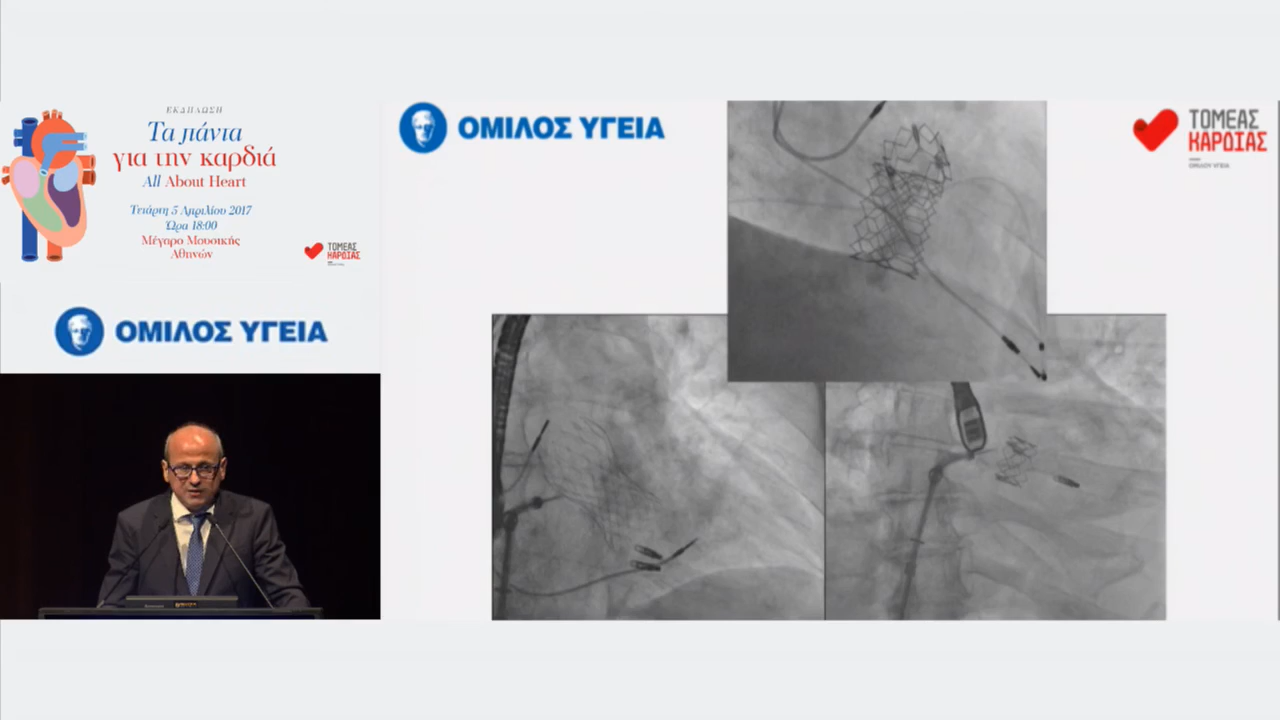 ΕΚΔΗΛΩΣΗ
Τα πάντα
για την καρδιά
All About Heart
Τετάρτη 5 Απριλίου 2017
Ώρα 18:00
Μέγαρο Μουσικής
Αθηνών
ΤΟΜΕΑΣ
ΚΑΡΔΙΑΣ
ΟΜΙΛΟΣ ΥΓΕΙΑ
ΟΜΙΛΟΣ ΥΓΕΙΑ
ΤΟΜΕΑΣ
ΚΑΡΔΙΑΣ
ΟΜΙΛΟΥ ΥΓΕΙΑ